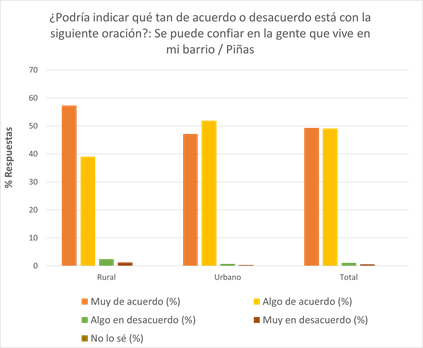 ¿Podría indicar qué tan de acuerdo o desacuerdo está con la
siguiente oración?: Se puede confiar en la gente que vive en
mi barrio / Piñas
70
60
50
40
30
20
10
0
% Respuestas
Rural Urbano Total
Muy de acuerdo (%) Algo de acuerdo (%)
Algo en desacuerdo (%) Muy en desacuerdo (%)
No lo sé (%)